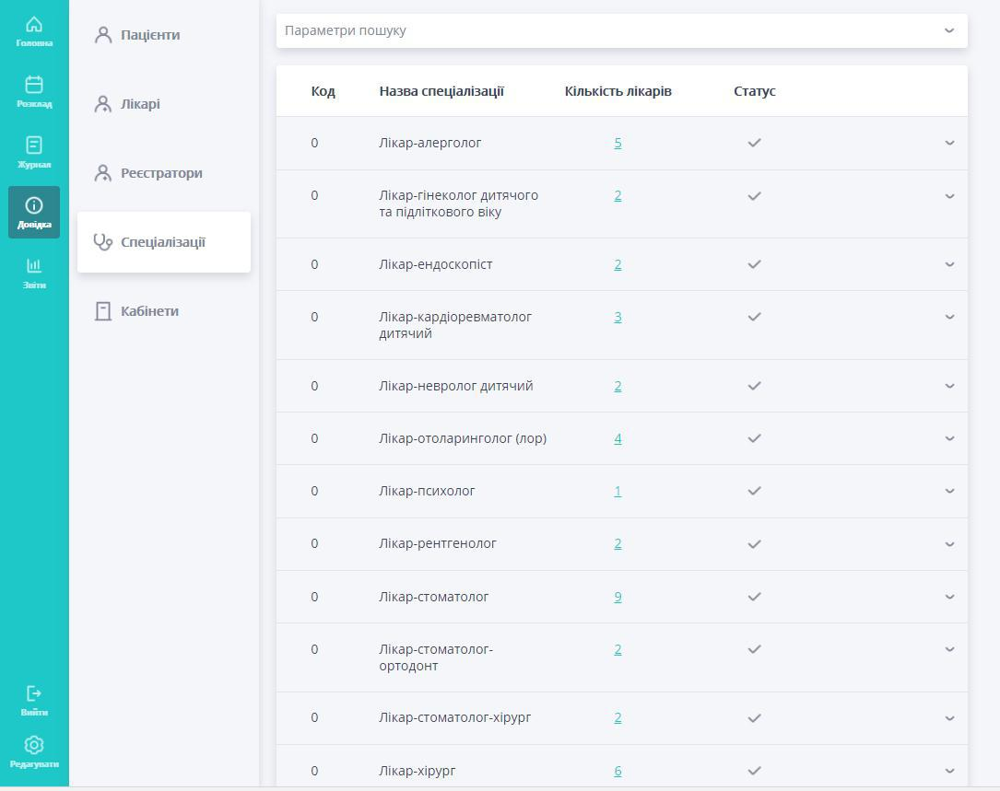 Головна
Розклад
Журнал
Довідка
Звіти
Вийти
Редагувати
Пацієнти
Лікарі
Реєстратори
Спеціалізації
Кабінети
Параметри пошуку
Код Назва спеціалізації Кількість лікарів Статус
0 Лікар-алерголог 5
0 Лікар-гінеколог дитячого 2
та підліткового віку
0 Лікар-ендоскопіст 2
0 Лікар-кардіоревматолог 3
дитячий
0 Лікар-невролог дитячий 2
0 Лікар-отоларинголог (лор) 4
0 Лікар-психолог 1
0 Лікар-рентгенолог 2
0 Лікар-стоматолог 9
0 Лікар-стоматолог- 2
ортодонт
0 Лікар-стоматолог-хірург 2
0 Лікар-хірург 6